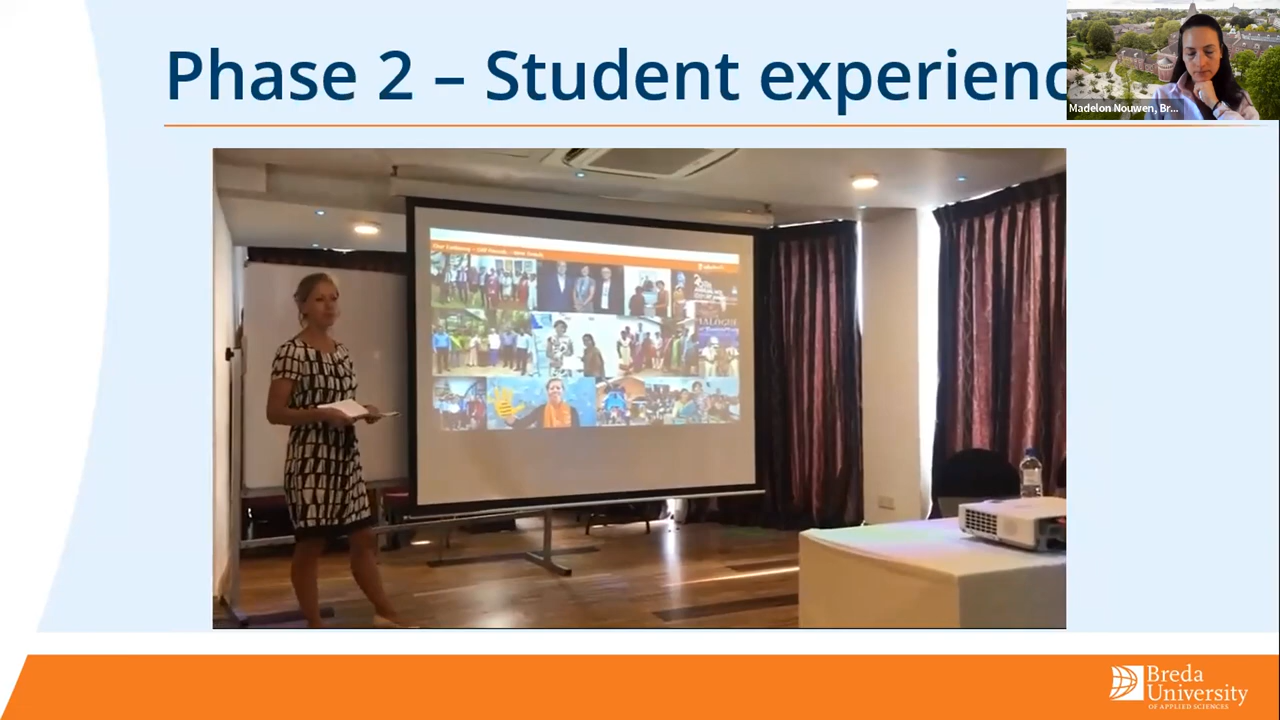 Phase 2 – Student experienc
Madelon Nouwen, Br...
Breda
University
OF APPLIED SCIENCES